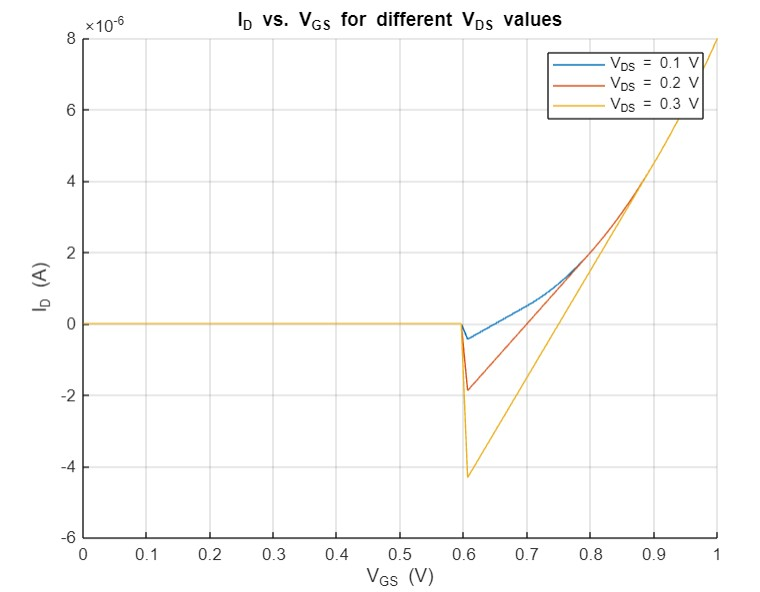 I_D vs. V_GS for different V_DS values
×10^-6
8
6
4
2
0
-2
-4
-6
I_D (A)
V_DS = 0.1 V
V_DS = 0.2 V
V_DS = 0.3 V
0 0.1 0.2 0.3 0.4 0.5 0.6 0.7 0.8 0.9 1
V_GS (V)